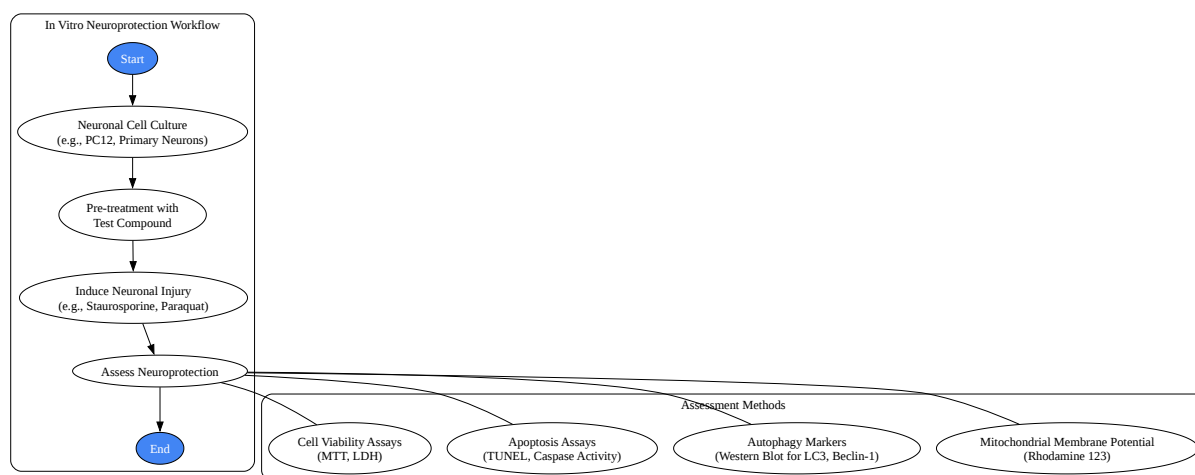 In Vitro Neuroprotection Workflow
Start
Neuronal Cell Culture
(e.g., PC12, Primary Neurons)
Pre-treatment with
Test Compound
Induce Neuronal Injury
(e.g., Staurosporine, Paraquat)
Assess Neuroprotection
End
Assessment Methods
Cell Viability Assays
(MTT, LDH)
Apoptosis Assays
(TUNEL, Caspase Activity)
Autophagy Markers
(Western Blot for LC3, Beclin-1)
Mitochondrial Membrane Potential
(Rhodamine 123)